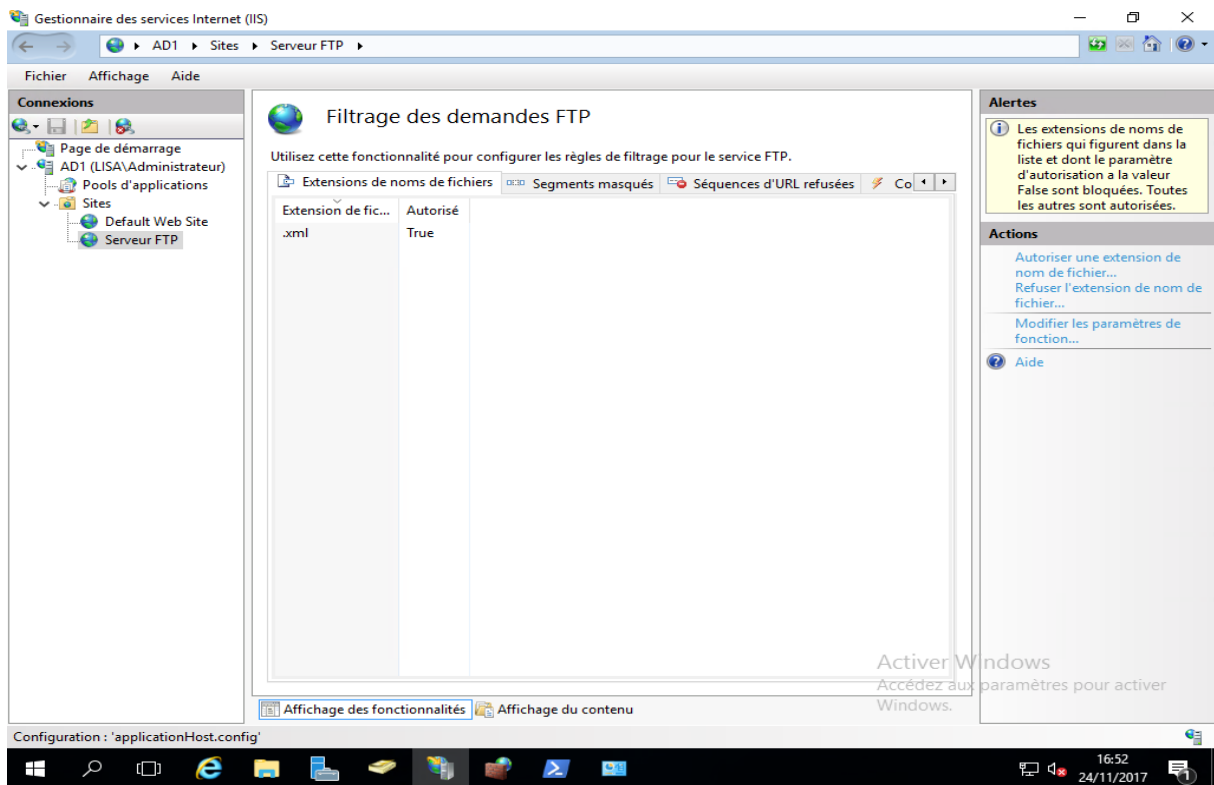 Gestionnaire des services Internet (IIS)
AD1 Sites Serveur FTP
Fichier Affichage Aide
Connexions
Page de démarrage
AD1 (LISA\Administrateur)
Pools d'applications
Sites
Default Web Site
Serveur FTP
Filtrage des demandes FTP
Utilisez cette fonctionnalité pour configurer les règles de filtrage pour le service FTP.
Extensions de noms de fichiers Segments masqués Séquences d'URL refusées Co
Extension de fic... Autorisé
.xml True
Affichage des fonctionnalités Affichage du contenu
Alertes
Les extensions de noms de
fichiers qui figurent dans la
liste et dont le paramètre
d'autorisation a la valeur
False sont bloquées. Toutes
les autres sont autorisées.
Actions
Autoriser une extension de
nom de fichier...
Refuser l'extension de nom de
fichier...
Modifier les paramètres de
fonction...
Aide
Activer Windows
Accédez aux paramètres pour activer
Windows.
Configuration : 'applicationHost.config'
16:52
24/11/2017